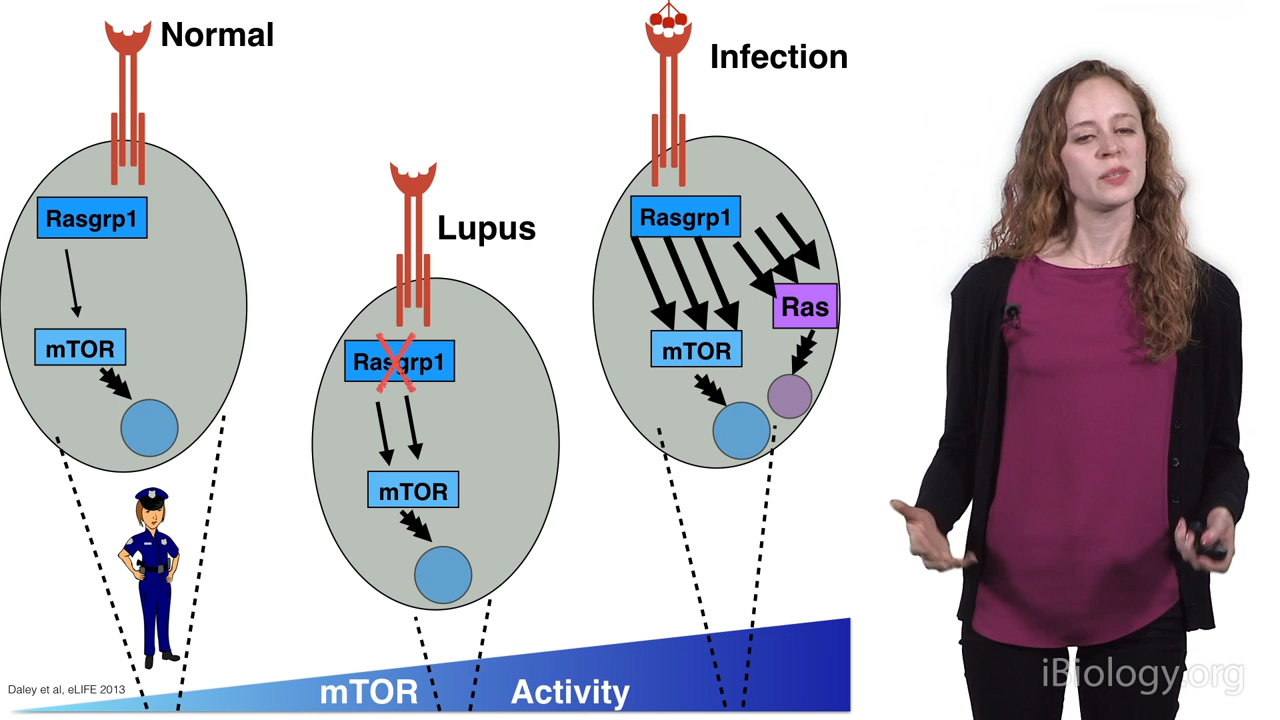 Normal
Rasgrp1
mTOR
Lupus
Rasgrp1
mTOR
Infection
Rasgrp1
mTOR
Ras
Daley et al, eLIFE 2013
mTOR Activity
iBiology.org